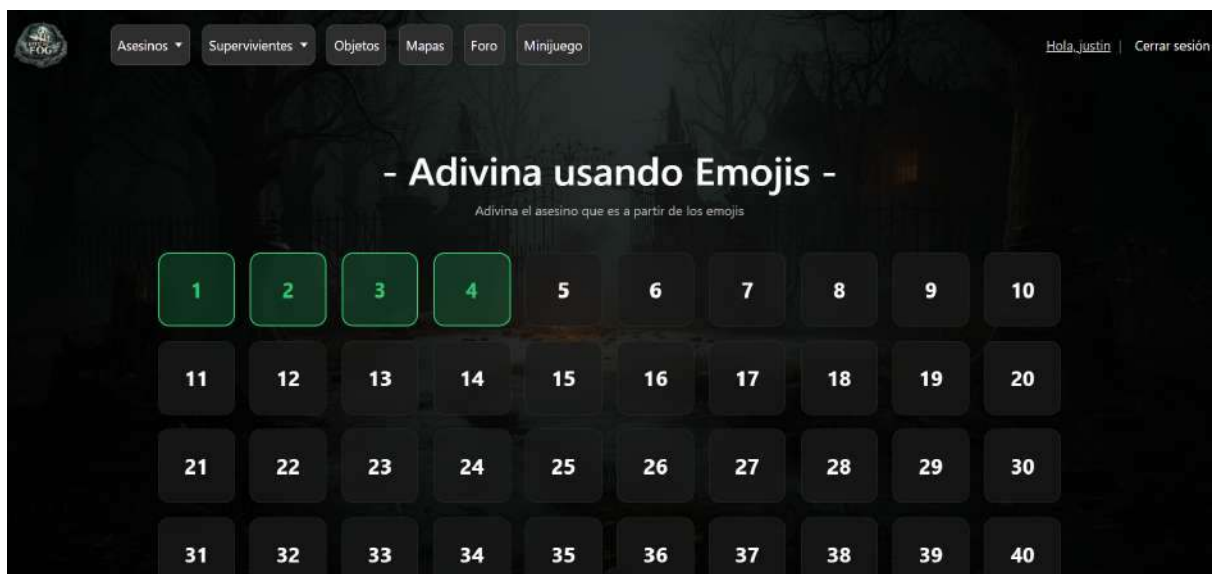 FOG
Asesinos ▼ Supervivientes ▼ Objetos Mapas Foro Minijuego Hola, justin | Cerrar sesión
- Adivina usando Emojis -
Adivina el asesino que es a partir de los emojis
1 2 3 4 5 6 7 8 9 10
11 12 13 14 15 16 17 18 19 20
21 22 23 24 25 26 27 28 29 30
31 32 33 34 35 36 37 38 39 40